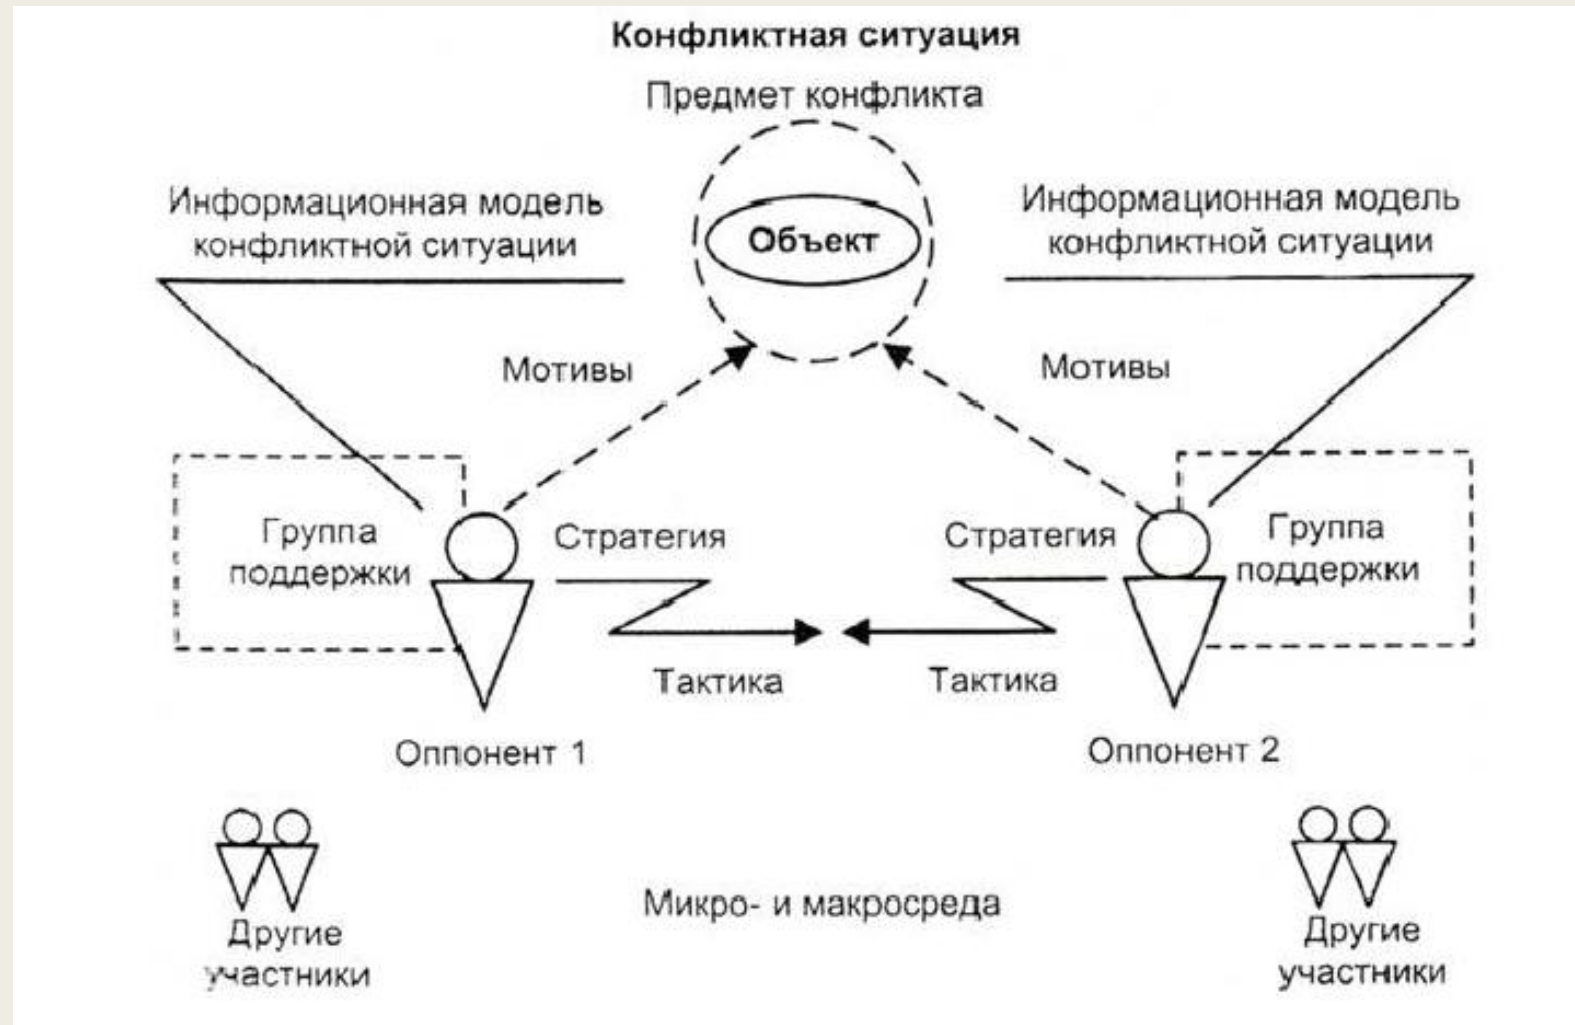 Конфликтная ситуация
Предмет конфликта
Информационная модель
конфликтной ситуации
Объект
Информационная модель
конфликтной ситуации
Мотивы
Мотивы
Группа
поддержки
Стратегия
Стратегия
Группа
поддержки
Тактика
Тактика
Оппонент 1
Оппонент 2
Микро- и макросреда
Другие
участники
Другие
участники